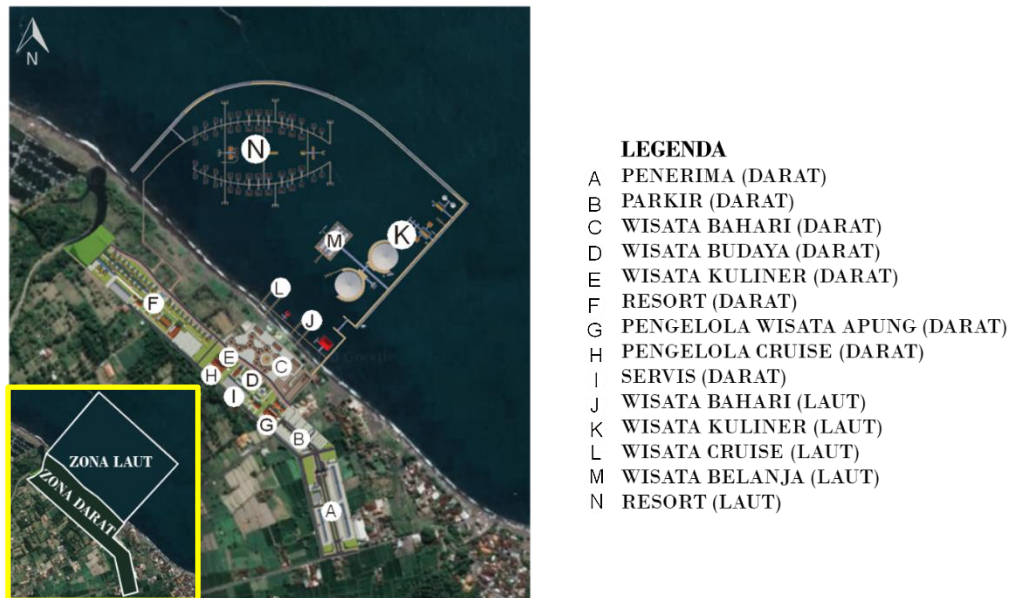 N
N
K
M
L
J
F
E
C
H
D
I
G
B
A
ZONA LAUT
ZONA DARAT
LEGENDA
A PENERIMA (DARAT)
B PARKIR (DARAT)
C WISATA BAHARI (DARAT)
D WISATA BUDAYA (DARAT)
E WISATA KULINER (DARAT)
F RESORT (DARAT)
G PENGELOLA WISATA APUNG (DARAT)
H PENGELOLA CRUISE (DARAT)
I SERVIS (DARAT)
J WISATA BAHARI (LAUT)
K WISATA KULINER (LAUT)
L WISATA CRUISE (LAUT)
M WISATA BELANJA (LAUT)
N RESORT (LAUT)